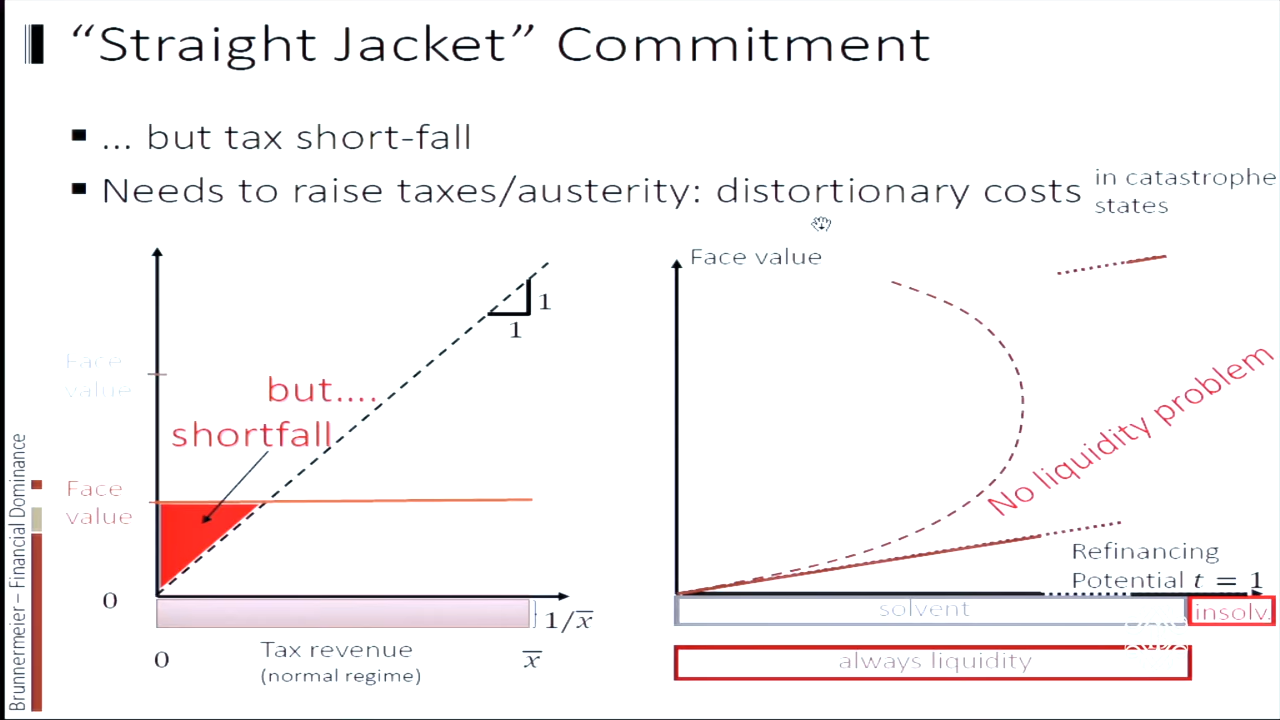 “Straight Jacket” Commitment
... but tax short-fall
Needs to raise taxes/austerity: distortionary costs
in catastrophe
states
Face value
1
1
Face
value
but....
shortfall
No liquidity problem
Face
value
Refinancing
Potential t = 1
0
1/x̅
solvent
insolv.
0
Tax revenue
(normal regime)
x̅
always liquidity
Brunnermeier – Financial Dominance